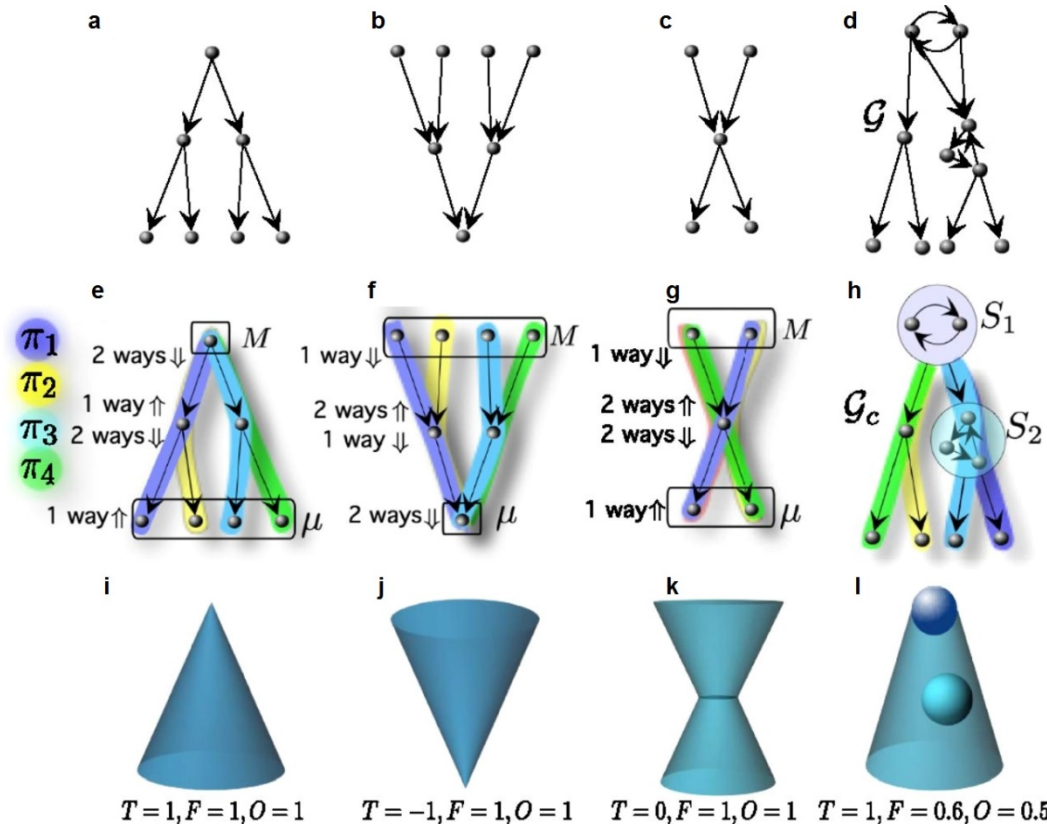 a
b
c
d
𝒢
e
f
g
h
π1
π2
π3
π4
M
2 ways ⇓
1 way ⇑
2 ways ⇓
1 way ⇑
μ
M
1 way ⇓
2 ways ⇑
1 way ⇓
2 ways ⇓
μ
M
1 way ⇓
2 ways ⇑
2 ways ⇓
1 way ⇑
μ
S1
𝒢c
S2
i
j
k
l
T = 1, F = 1, O = 1
T = −1, F = 1, O = 1
T = 0, F = 1, O = 1
T = 1, F = 0.6, O = 0.5